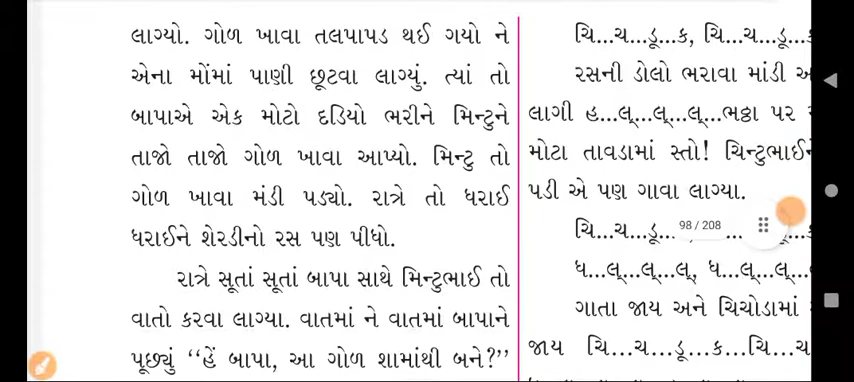 લાગ્યો. ગોળ ખાવા તલપાપડ થઈ ગયો ને
એના મોંમાં પાણી છૂટવા લાગ્યું. ત્યાં તો
બાપાએ એક મોટો દડિયો ભરીને મિન્ટુને
તાજો તાજો ગોળ ખાવા આપ્યો. મિન્ટુ તો
ગોળ ખાવા મંડી પડ્યો. રાત્રે તો ધરાઈ
ધરાઈને શેરડીનો રસ પણ પીધો.
રાત્રે સૂતાં સૂતાં બાપા સાથે મિન્ટુભાઈ તો
વાતો કરવા લાગ્યા. વાતમાં ને વાતમાં બાપાને
પૂછ્યું “હેં બાપા, આ ગોળ શામાંથી બને?”
ચિ...ચ...ડૂ...ક, ચિ...ચ...ડૂ...
રસની ડોલો ભરાવા માંડી
લાગી હ...લ્...લ્...લ્...ભઠ્ઠા પર
મોટા તાવડામાં સ્તો! ચિન્ટુભાઈને
પડી એ પણ ગાવા લાગ્યા.
ચિ...ચ...ડૂ...
98 / 208
ધ...લ્...લ્...લ્, ધ...લ્...લ્...
ગાતા જાય અને ચિચોડામાં
જાય ચિ...ચ...ડૂ...ક...ચિ...ચ